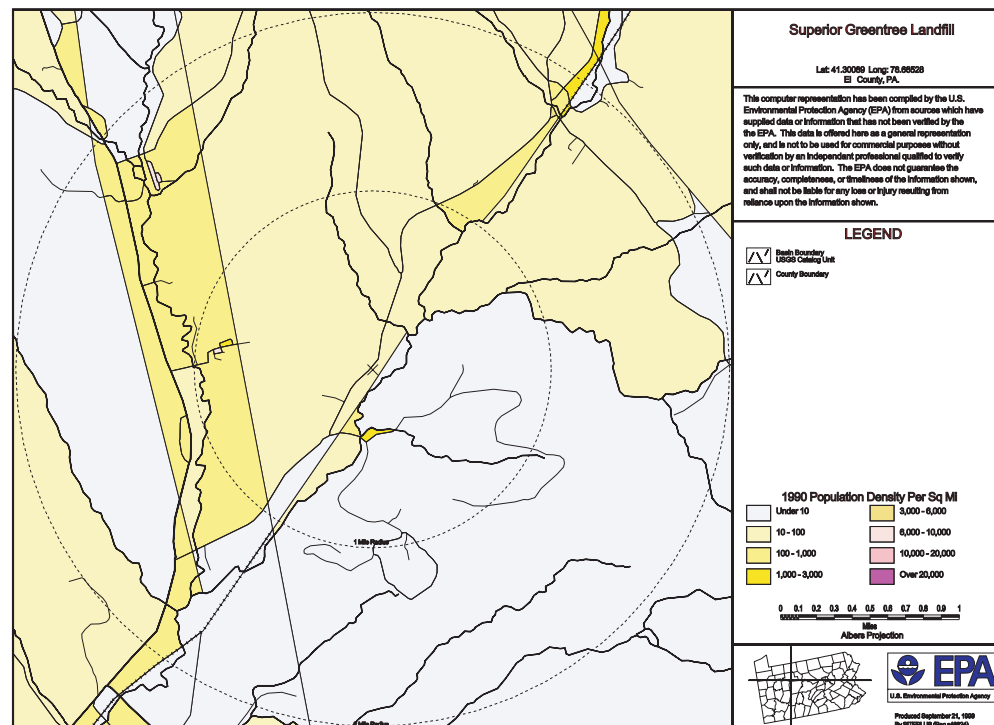 Superior Greentree Landfill
Lat: 41.30089 Long: 78.66528
El County, PA.
This computer representation has been compiled by the U.S.
Environmental Protection Agency (EPA) from sources which have
supplied data or information that has not been verified by the
the EPA. This data is offered here as a general representation
only, and is not to be used for commercial purposes without
verification by an independent professional qualified to verify
such data or information. The EPA does not guarantee the
accuracy, completeness, or timeliness of the information shown,
and shall not be liable for any loss or injury resulting from
reliance upon the information shown.
LEGEND
Basin Boundary
USGS Catalog Unit
County Boundary
1 Mile Radius
1990 Population Density Per Sq Mi
Under 10
10 - 100
100 - 1,000
1,000 - 3,000
3,000 - 6,000
6,000 - 10,000
10,000 - 20,000
Over 20,000
0 0.1 0.2 0.3 0.4 0.5 0.6 0.7 0.8 0.9 1
Miles
Albers Projection
EPA
U.S. Environmental Protection Agency
Produced September 21, 1999
Mile Radius